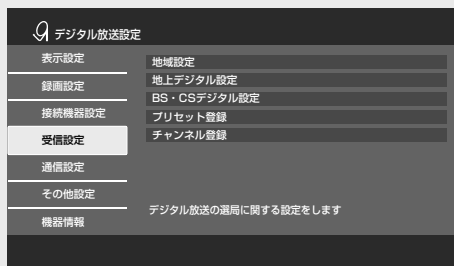 デジタル放送設定
表示設定
録画設定
接続機器設定
受信設定
通信設定
その他設定
機器情報
地域設定
地上デジタル設定
BS・CSデジタル設定
プリセット登録
チャンネル登録
デジタル放送の選局に関する設定をします